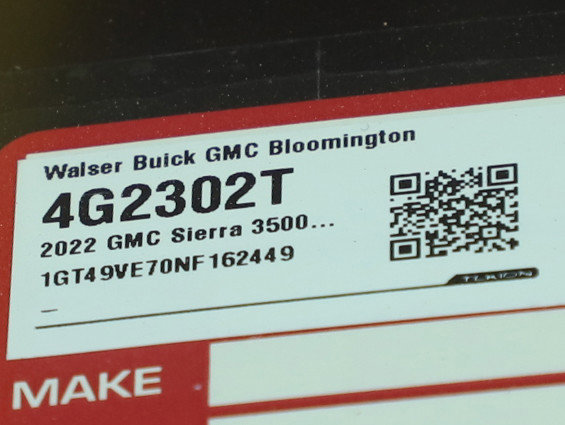 Walser Buick GMC Bloomington
4G2302T
2022 GMC Sierra 3500...
1GT49VE70NF162449
MAKE